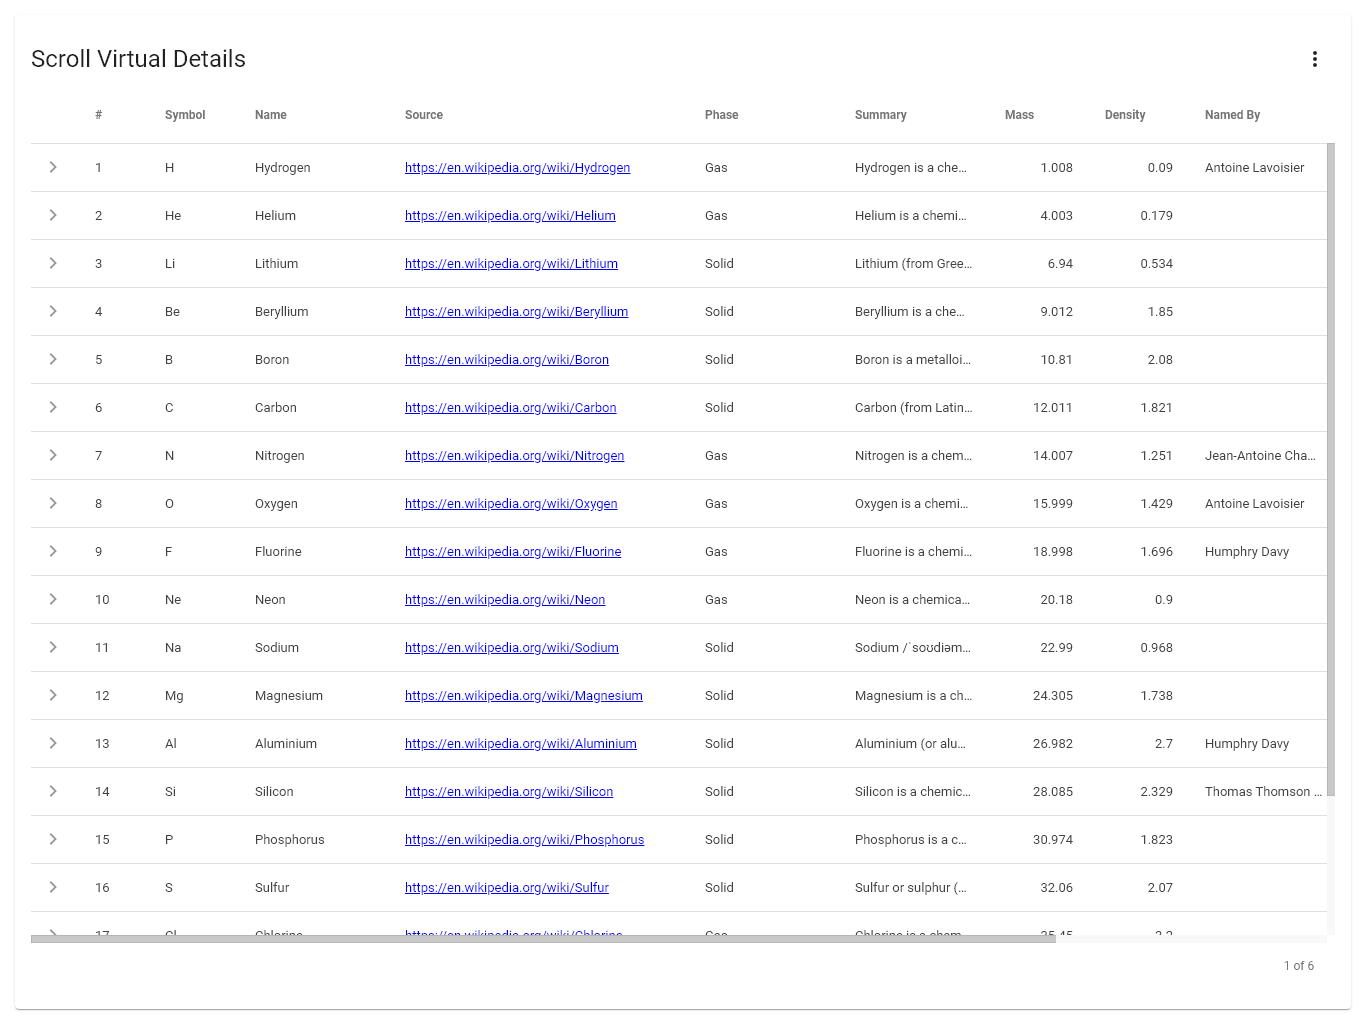 Scroll Virtual Details
# Symbol Name Source Phase Summary Mass Density Named By
1 H Hydrogen https://en.wikipedia.org/wiki/Hydrogen Gas Hydrogen is a che… 1.008 0.09 Antoine Lavoisier
2 He Helium https://en.wikipedia.org/wiki/Helium Gas Helium is a chemi… 4.003 0.179
3 Li Lithium https://en.wikipedia.org/wiki/Lithium Solid Lithium (from Gree… 6.94 0.534
4 Be Beryllium https://en.wikipedia.org/wiki/Beryllium Solid Beryllium is a che… 9.012 1.85
5 B Boron https://en.wikipedia.org/wiki/Boron Solid Boron is a metalloi… 10.81 2.08
6 C Carbon https://en.wikipedia.org/wiki/Carbon Solid Carbon (from Latin… 12.011 1.821
7 N Nitrogen https://en.wikipedia.org/wiki/Nitrogen Gas Nitrogen is a chem… 14.007 1.251 Jean-Antoine Cha…
8 O Oxygen https://en.wikipedia.org/wiki/Oxygen Gas Oxygen is a chemi… 15.999 1.429 Antoine Lavoisier
9 F Fluorine https://en.wikipedia.org/wiki/Fluorine Gas Fluorine is a chemi… 18.998 1.696 Humphry Davy
10 Ne Neon https://en.wikipedia.org/wiki/Neon Gas Neon is a chemica… 20.18 0.9
11 Na Sodium https://en.wikipedia.org/wiki/Sodium Solid Sodium /ˈsoʊdiəm… 22.99 0.968
12 Mg Magnesium https://en.wikipedia.org/wiki/Magnesium Solid Magnesium is a ch… 24.305 1.738
13 Al Aluminium https://en.wikipedia.org/wiki/Aluminium Solid Aluminium (or alu… 26.982 2.7 Humphry Davy
14 Si Silicon https://en.wikipedia.org/wiki/Silicon Solid Silicon is a chemic… 28.085 2.329 Thomas Thomson …
15 P Phosphorus https://en.wikipedia.org/wiki/Phosphorus Solid Phosphorus is a c… 30.974 1.823
16 S Sulfur https://en.wikipedia.org/wiki/Sulfur Solid Sulfur or sulphur (… 32.06 2.07
17 Cl Chlorine https://en.wikipedia.org/wiki/Chlorine Gas Chlorine is a chem… 35.45 3.2
1 of 6